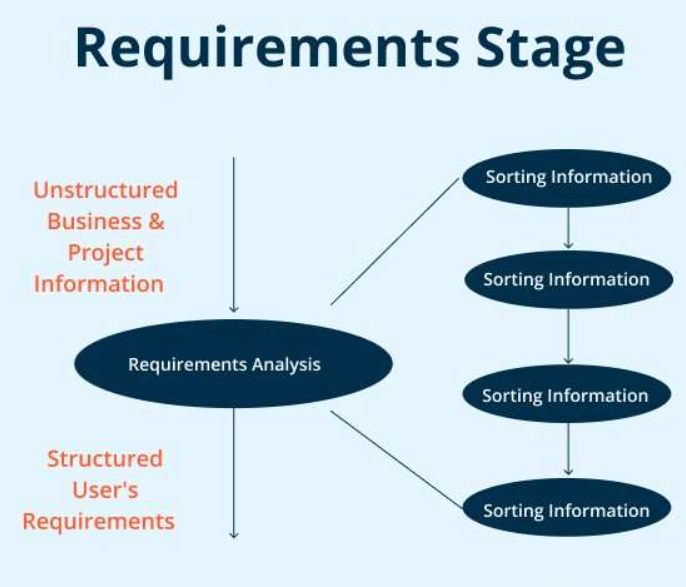 Requirements Stage
Unstructured
Business &
Project
Information
Requirements Analysis
Structured
User's
Requirements
Sorting Information
Sorting Information
Sorting Information
Sorting Information